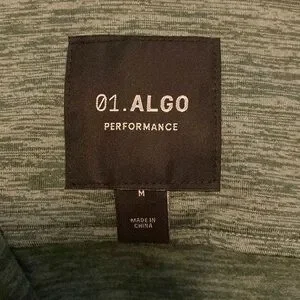 01.ALGO
PERFORMANCE
M
MADE IN
CHINA